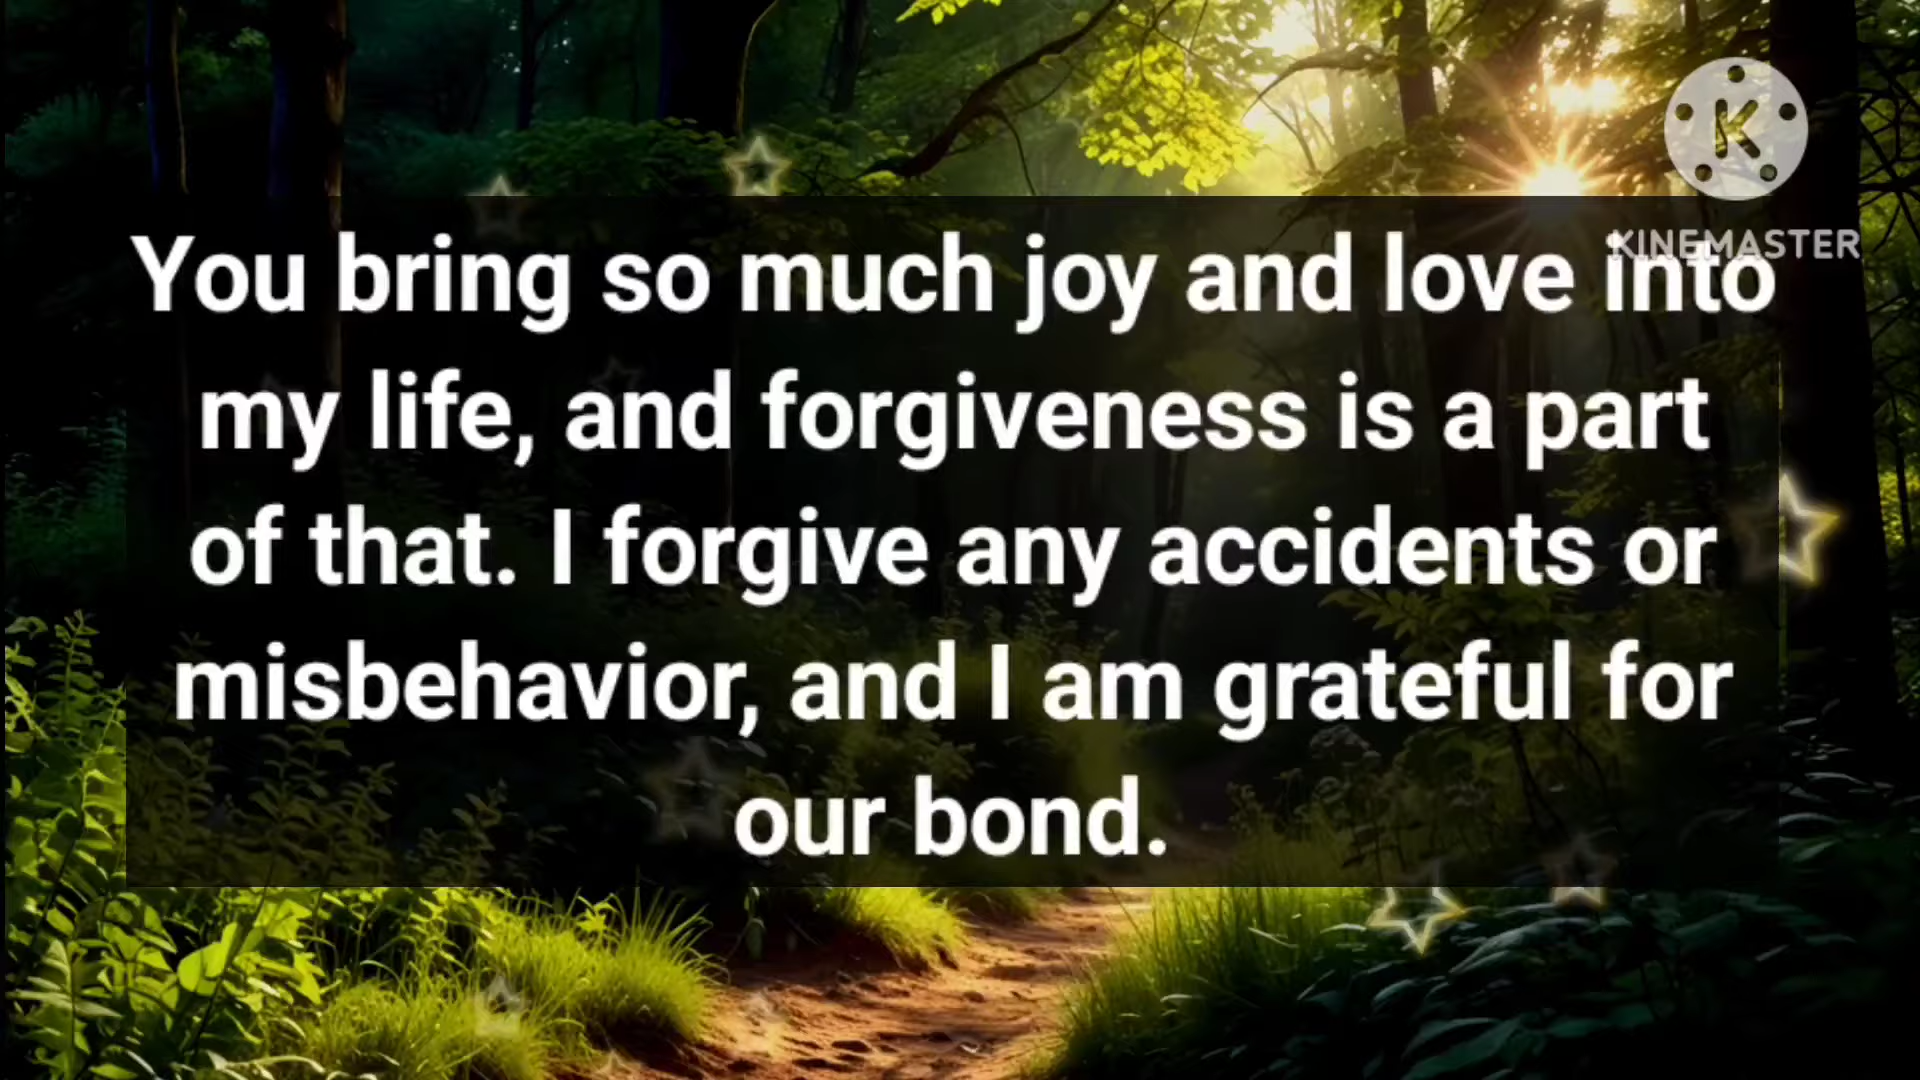 K
KINEMASTER
You bring so much joy and love into
my life, and forgiveness is a part
of that. I forgive any accidents or
misbehavior, and I am grateful for
our bond.